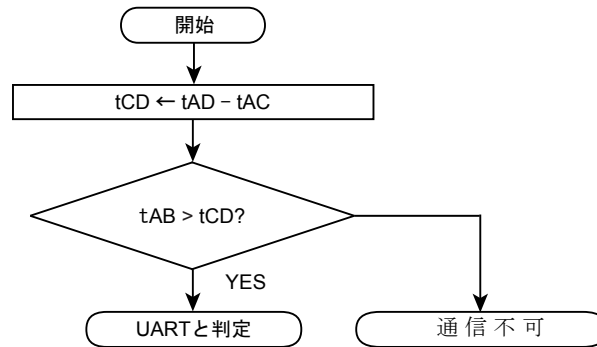 開始
tCD ← tAD − tAC
tAB > tCD?
YES
UARTと判定
通信不可